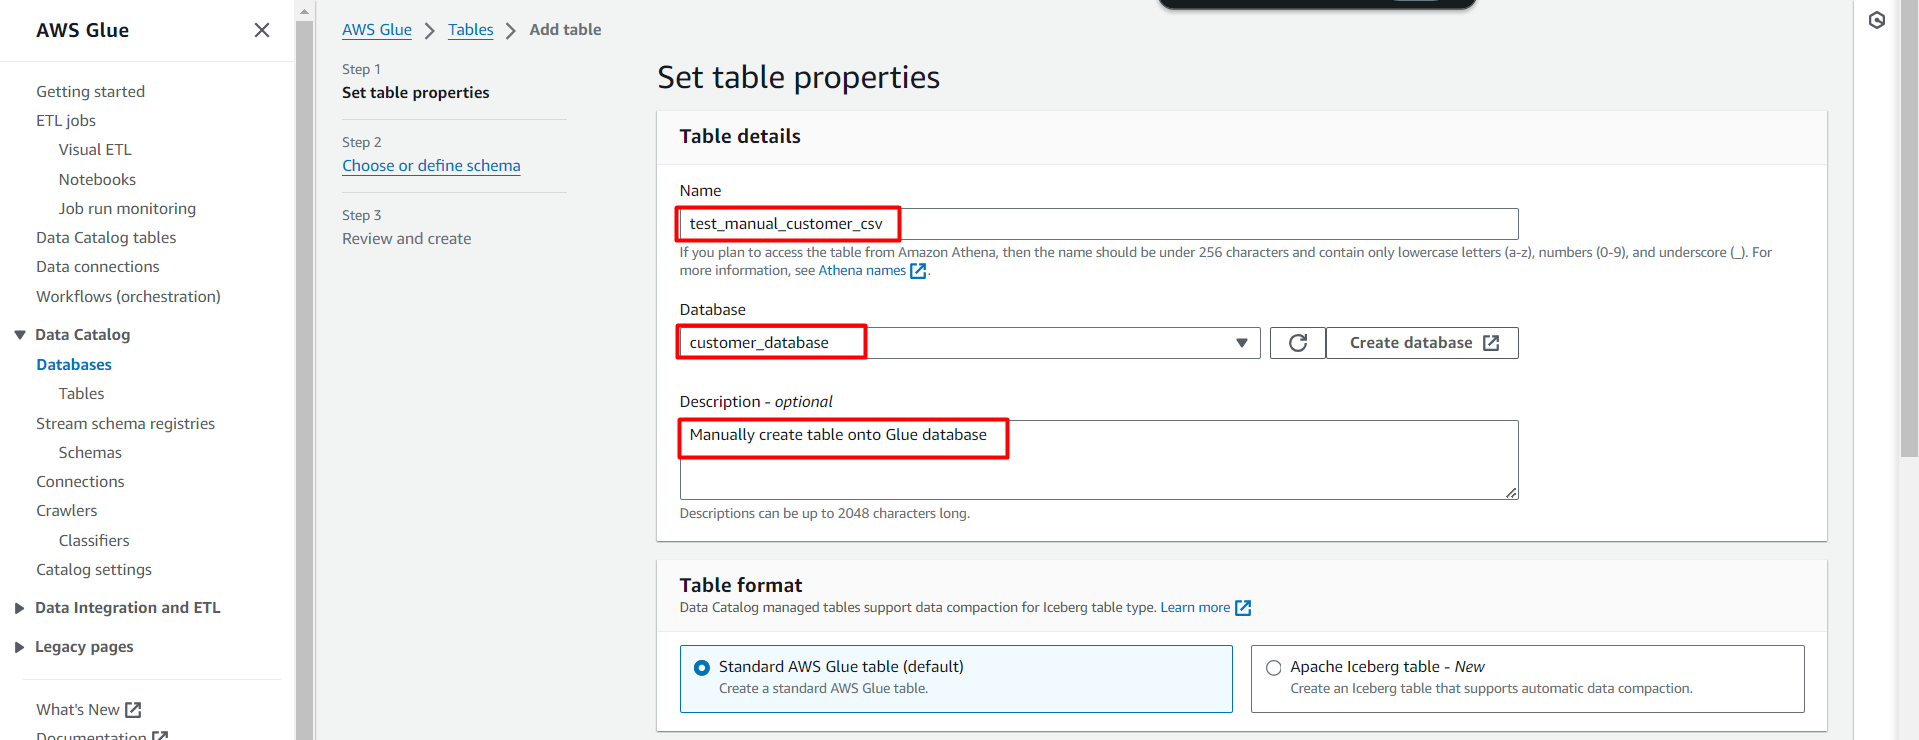 AWS Glue
Getting started
ETL jobs
Visual ETL
Notebooks
Job run monitoring
Data Catalog tables
Data connections
Workflows (orchestration)
Data Catalog
Databases
Tables
Stream schema registries
Schemas
Connections
Crawlers
Classifiers
Catalog settings
Data Integration and ETL
Legacy pages
What's New
Documentation
AWS Glue > Tables > Add table
Step 1
Set table properties
Step 2
Choose or define schema
Step 3
Review and create
Set table properties
Table details
Name
test_manual_customer_csv
If you plan to access the table from Amazon Athena, then the name should be under 256 characters and contain only lowercase letters (a-z), numbers (0-9), and underscore (_). For
more information, see Athena names .
Database
customer_database
Create database
Description - optional
Manually create table onto Glue database
Descriptions can be up to 2048 characters long.
Table format
Data Catalog managed tables support data compaction for Iceberg table type. Learn more
Standard AWS Glue table (default)
Create a standard AWS Glue table.
Apache Iceberg table - New
Create an Iceberg table that supports automatic data compaction.